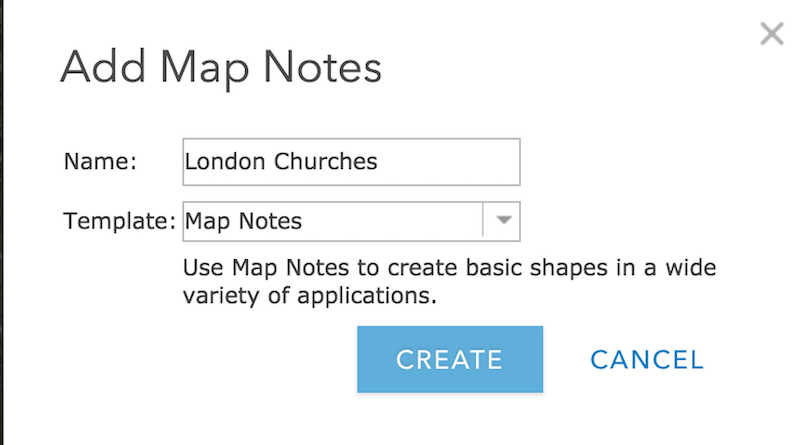 Add Map Notes
Name: London Churches
Template: Map Notes
Use Map Notes to create basic shapes in a wide
variety of applications.
CREATE CANCEL